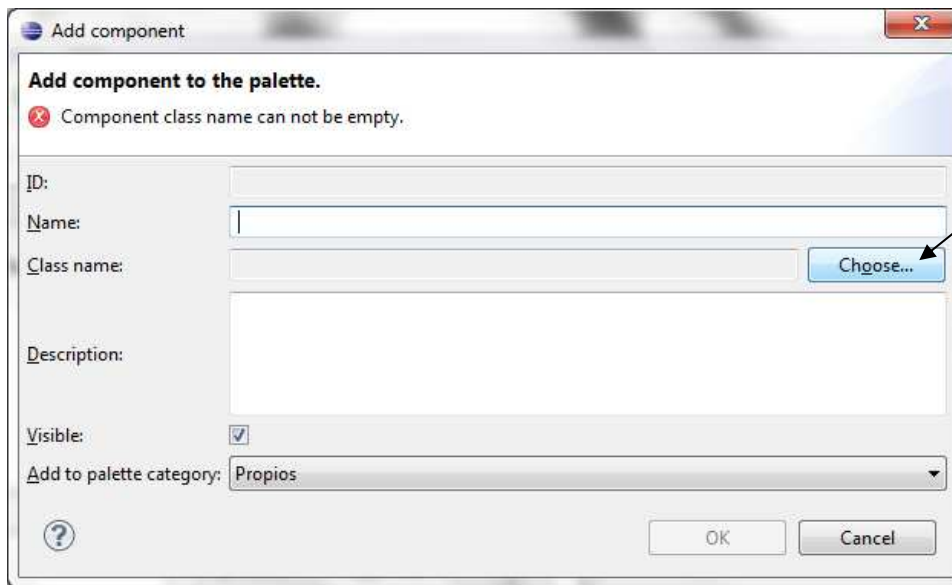 Add component
Add component to the palette.
Component class name can not be empty.
ID:
Name:
Class name:
Choose...
Description:
Visible:
Add to palette category: Propios
?
OK Cancel